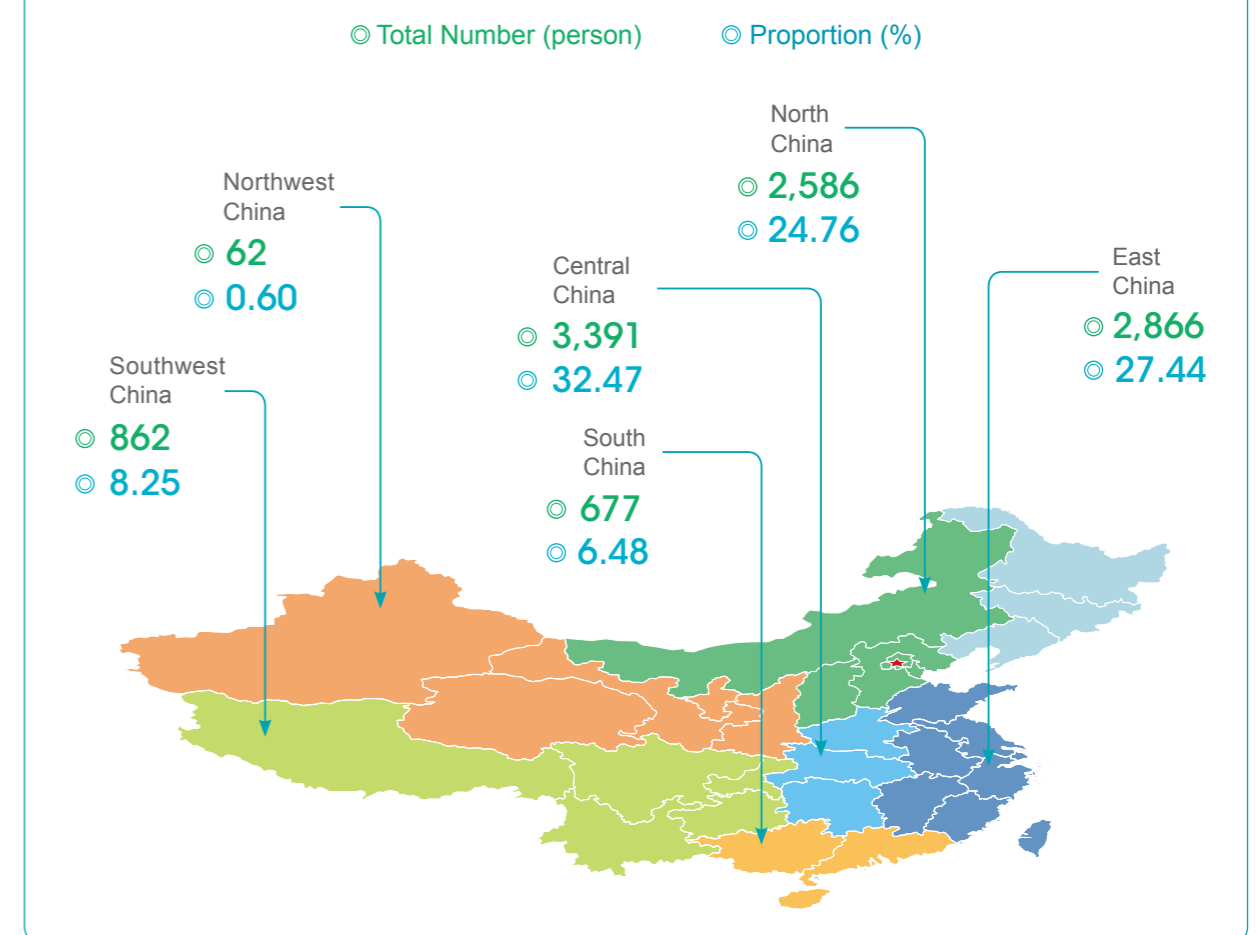 Total Number (person)
Proportion (%)
North
China
2,586
24.76
Northwest
China
62
0.60
Central
China
3,391
32.47
East
China
2,866
27.44
Southwest
China
862
8.25
South
China
677
6.48